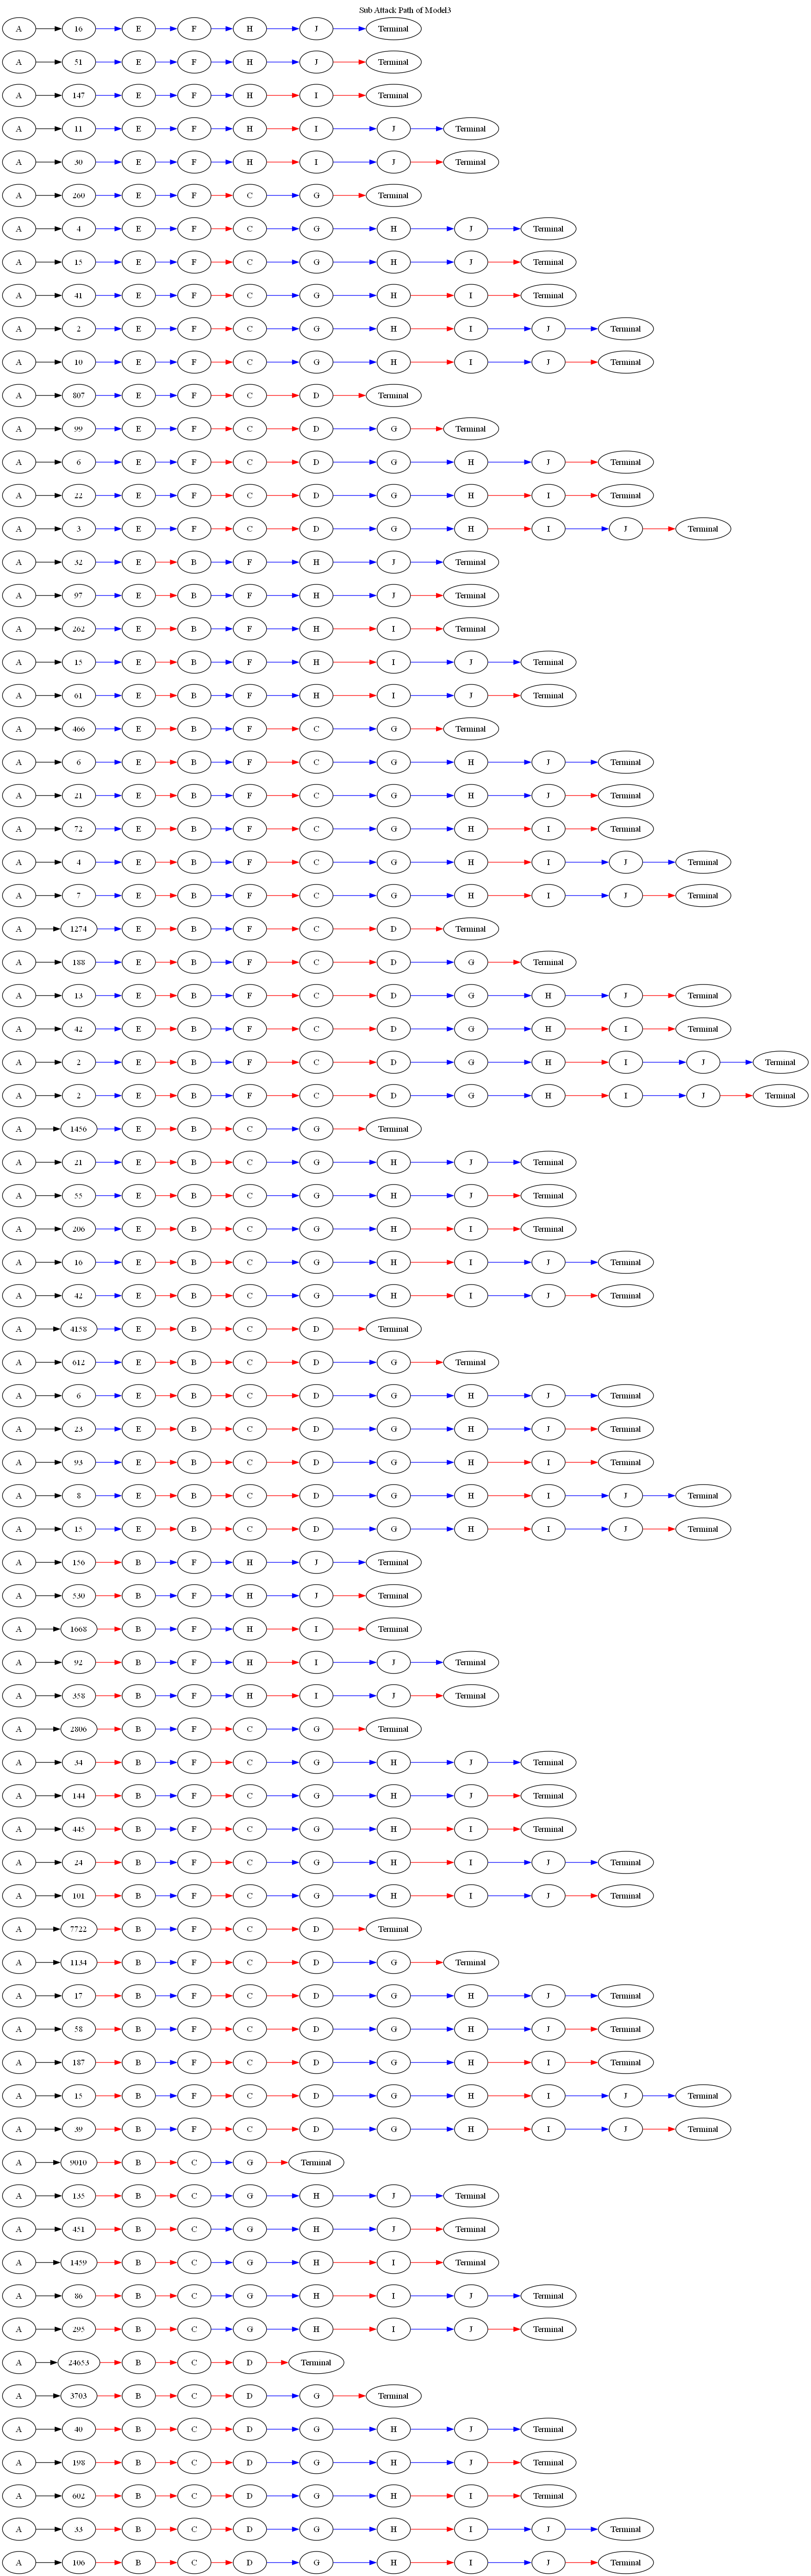 Sub Attack Path of Model3
A 16 E F H J Terminal
A 51 E F H J Terminal
A 147 E F H I Terminal
A 11 E F H I J Terminal
A 30 E F H I J Terminal
A 260 E F C G Terminal
A 4 E F C G H J Terminal
A 15 E F C G H J Terminal
A 41 E F C G H I Terminal
A 2 E F C G H I J Terminal
A 10 E F C G H I J Terminal
A 807 E F C D Terminal
A 99 E F C D G Terminal
A 6 E F C D G H J Terminal
A 22 E F C D G H I Terminal
A 3 E F C D G H I J Terminal
A 32 E B F H J Terminal
A 97 E B F H J Terminal
A 262 E B F H I Terminal
A 15 E B F H I J Terminal
A 61 E B F H I J Terminal
A 466 E B F C G Terminal
A 6 E B F C G H J Terminal
A 21 E B F C G H J Terminal
A 72 E B F C G H I Terminal
A 4 E B F C G H I J Terminal
A 7 E B F C G H I J Terminal
A 1274 E B F C D Terminal
A 188 E B F C D G Terminal
A 13 E B F C D G H J Terminal
A 42 E B F C D G H I Terminal
A 2 E B F C D G H I J Terminal
A 2 E B F C D G H I J Terminal
A 1456 E B C G Terminal
A 21 E B C G H J Terminal
A 55 E B C G H J Terminal
A 206 E B C G H I Terminal
A 16 E B C G H I J Terminal
A 42 E B C G H I J Terminal
A 4158 E B C D Terminal
A 612 E B C D G Terminal
A 6 E B C D G H J Terminal
A 23 E B C D G H J Terminal
A 93 E B C D G H I Terminal
A 8 E B C D G H I J Terminal
A 15 E B C D G H I J Terminal
A 156 B F H J Terminal
A 530 B F H J Terminal
A 1668 B F H I Terminal
A 92 B F H I J Terminal
A 358 B F H I J Terminal
A 2806 B F C G Terminal
A 34 B F C G H J Terminal
A 144 B F C G H J Terminal
A 445 B F C G H I Terminal
A 24 B F C G H I J Terminal
A 101 B F C G H I J Terminal
A 7722 B F C D Terminal
A 1134 B F C D G Terminal
A 17 B F C D G H J Terminal
A 58 B F C D G H J Terminal
A 187 B F C D G H I Terminal
A 15 B F C D G H I J Terminal
A 39 B F C D G H I J Terminal
A 9010 B C G Terminal
A 135 B C G H J Terminal
A 451 B C G H J Terminal
A 1459 B C G H I Terminal
A 86 B C G H I J Terminal
A 295 B C G H I J Terminal
A 24653 B C D Terminal
A 3703 B C D G Terminal
A 40 B C D G H J Terminal
A 198 B C D G H J Terminal
A 602 B C D G H I Terminal
A 33 B C D G H I J Terminal
A 106 B C D G H I J Terminal